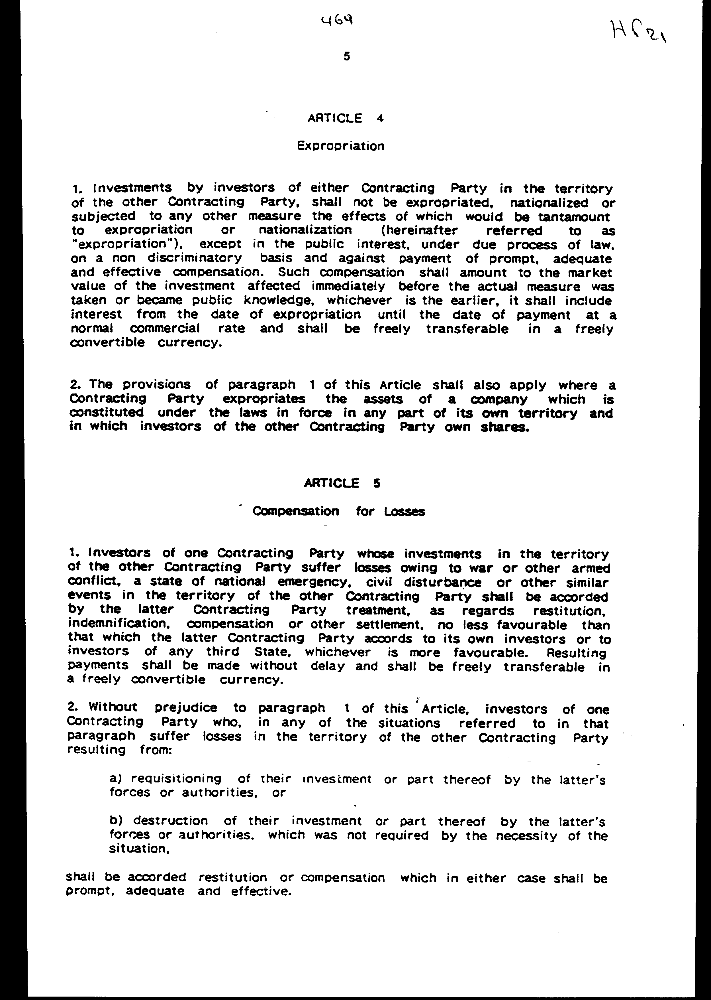 469
5
ARTICLE 4
Expropriation
1. Investments by investors of either Contracting Party in the territory
of the other Contracting Party, shall not be expropriated, nationalized or
subjected to any other measure the effects of which would be tantamount
to expropriation or nationalization (hereinafter referred to as
"expropriation"), except in the public interest, under due process of law,
on a non discriminatory basis and against payment of prompt, adequate
and effective compensation. Such compensation shall amount to the market
value of the investment affected immediately before the actual measure was
taken or became public knowledge, whichever is the earlier, it shall include
interest from the date of expropriation until the date of payment at a
normal commercial rate and shall be freely transferable in a freely
convertible currency.
2. The provisions of paragraph 1 of this Article shall also apply where a
Contracting Party expropriates the assets of a company which is
constituted under the laws in force in any part of its own territory and
in which investors of the other Contracting Party own shares.
ARTICLE 5
Compensation for Losses
1. Investors of one Contracting Party whose investments in the territory
of the other Contracting Party suffer losses owing to war or other armed
conflict, a state of national emergency, civil disturbance or other similar
events in the territory of the other Contracting Party shall be accorded
by the latter Contracting Party treatment, as regards restitution,
indemnification, compensation or other settlement, no less favourable than
that which the latter Contracting Party accords to its own investors or to
investors of any third State, whichever is more favourable. Resulting
payments shall be made without delay and shall be freely transferable in
a freely convertible currency.
2. Without prejudice to paragraph 1 of this Article, investors of one
Contracting Party who, in any of the situations referred to in that
paragraph suffer losses in the territory of the other Contracting Party
resulting from:
a) requisitioning of their investment or part thereof by the latter's
forces or authorities, or
b) destruction of their investment or part thereof by the latter's
forces or authorities, which was not required by the necessity of the
situation,
shall be accorded restitution or compensation which in either case shall be
prompt, adequate and effective.